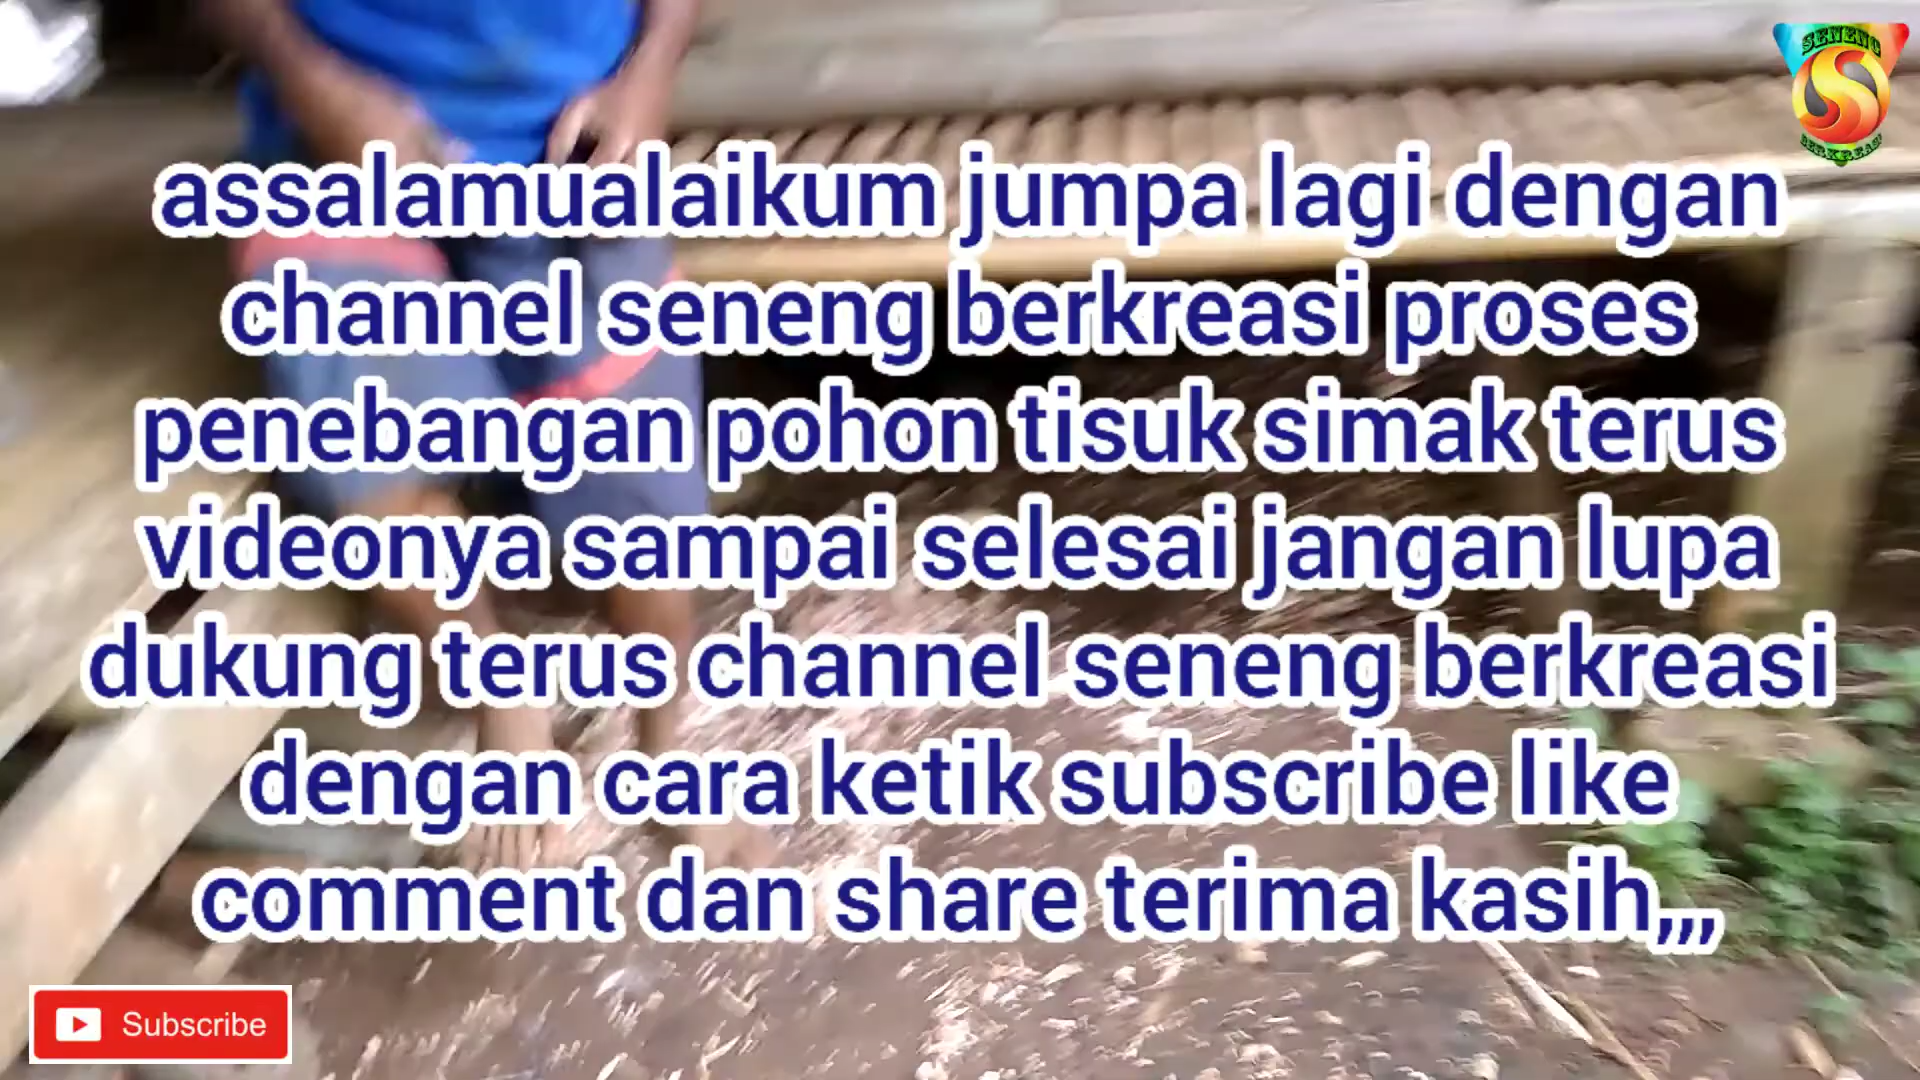 SENENG
S
BERKREASI
assalamualaikum jumpa lagi dengan
channel seneng berkreasi proses
penebangan pohon tisuk simak terus
videonya sampai selesai jangan lupa
dukung terus channel seneng berkreasi
dengan cara ketik subscribe like
comment dan share terima kasih,,,
Subscribe